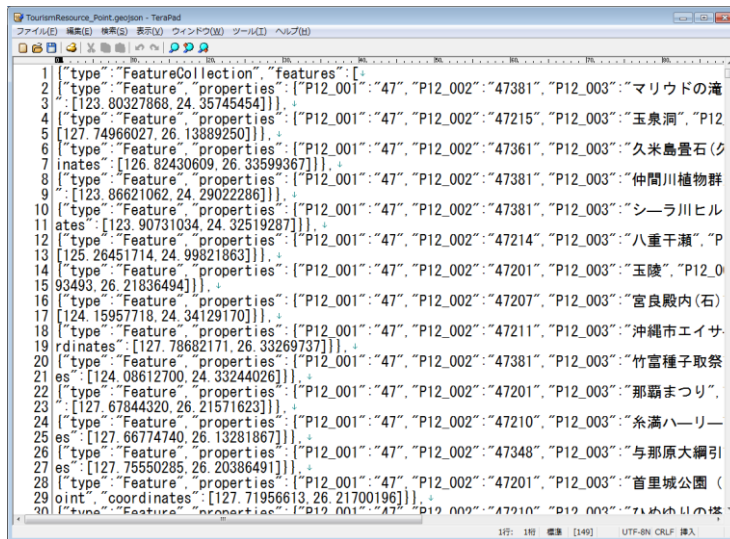 TourismResource_Point.geojson - TeraPad
ファイル(F) 編集(E) 検索(S) 表示(V) ウィンドウ(W) ツール(T) ヘルプ(H)
1 {"type":"FeatureCollection","features":[
2 {"type":"Feature","properties":{"P12_001":"47","P12_002":"47381","P12_003":"マリウドの滝
3 ":[123.80327868,24.35745454]}},
4 {"type":"Feature","properties":{"P12_001":"47","P12_002":"47215","P12_003":"玉泉洞","P12
5 [127.74966027,26.13889250]}},
6 {"type":"Feature","properties":{"P12_001":"47","P12_002":"47361","P12_003":"久米島畳石(久
7 inates":[126.82430609,26.33599367]}},
8 {"type":"Feature","properties":{"P12_001":"47","P12_002":"47381","P12_003":"仲間川植物群
9 ":[123.86621062,24.29022286]}},
10 {"type":"Feature","properties":{"P12_001":"47","P12_002":"47381","P12_003":"シ―ラ川ヒル
11 ates":[123.90731034,24.32519287]}},
12 {"type":"Feature","properties":{"P12_001":"47","P12_002":"47214","P12_003":"八重干瀬","P
13 [125.26451714,24.99821863]}},
14 {"type":"Feature","properties":{"P12_001":"47","P12_002":"47201","P12_003":"玉陵","P12_0
15 93493,26.21836494]}},
16 {"type":"Feature","properties":{"P12_001":"47","P12_002":"47207","P12_003":"宮良殿内(石)
17 [124.15957718,24.34129170]}},
18 {"type":"Feature","properties":{"P12_001":"47","P12_002":"47211","P12_003":"沖縄市エイサ
19 rdinates":[127.78682171,26.33269737]}},
20 {"type":"Feature","properties":{"P12_001":"47","P12_002":"47381","P12_003":"竹富種子取祭
21 es":[124.08612700,24.33244026]}},
22 {"type":"Feature","properties":{"P12_001":"47","P12_002":"47201","P12_003":"那覇まつり",
23 ":[127.67844320,26.21571623]}},
24 {"type":"Feature","properties":{"P12_001":"47","P12_002":"47210","P12_003":"糸満ハ―リ―
25 es":[127.66774740,26.13281867]}},
26 {"type":"Feature","properties":{"P12_001":"47","P12_002":"47348","P12_003":"与那原大綱引
27 es":[127.75550285,26.20386491]}},
28 {"type":"Feature","properties":{"P12_001":"47","P12_002":"47201","P12_003":"首里城公園 (
29 oint","coordinates":[127.71956613,26.21700196]}},
30 {"type":"Feature","properties":{"P12_001":"47","P12_002":"47210","P12_003":"ひめゆりの塔
1行: 1桁 標準 [149] UTF-8N CRLF 挿入